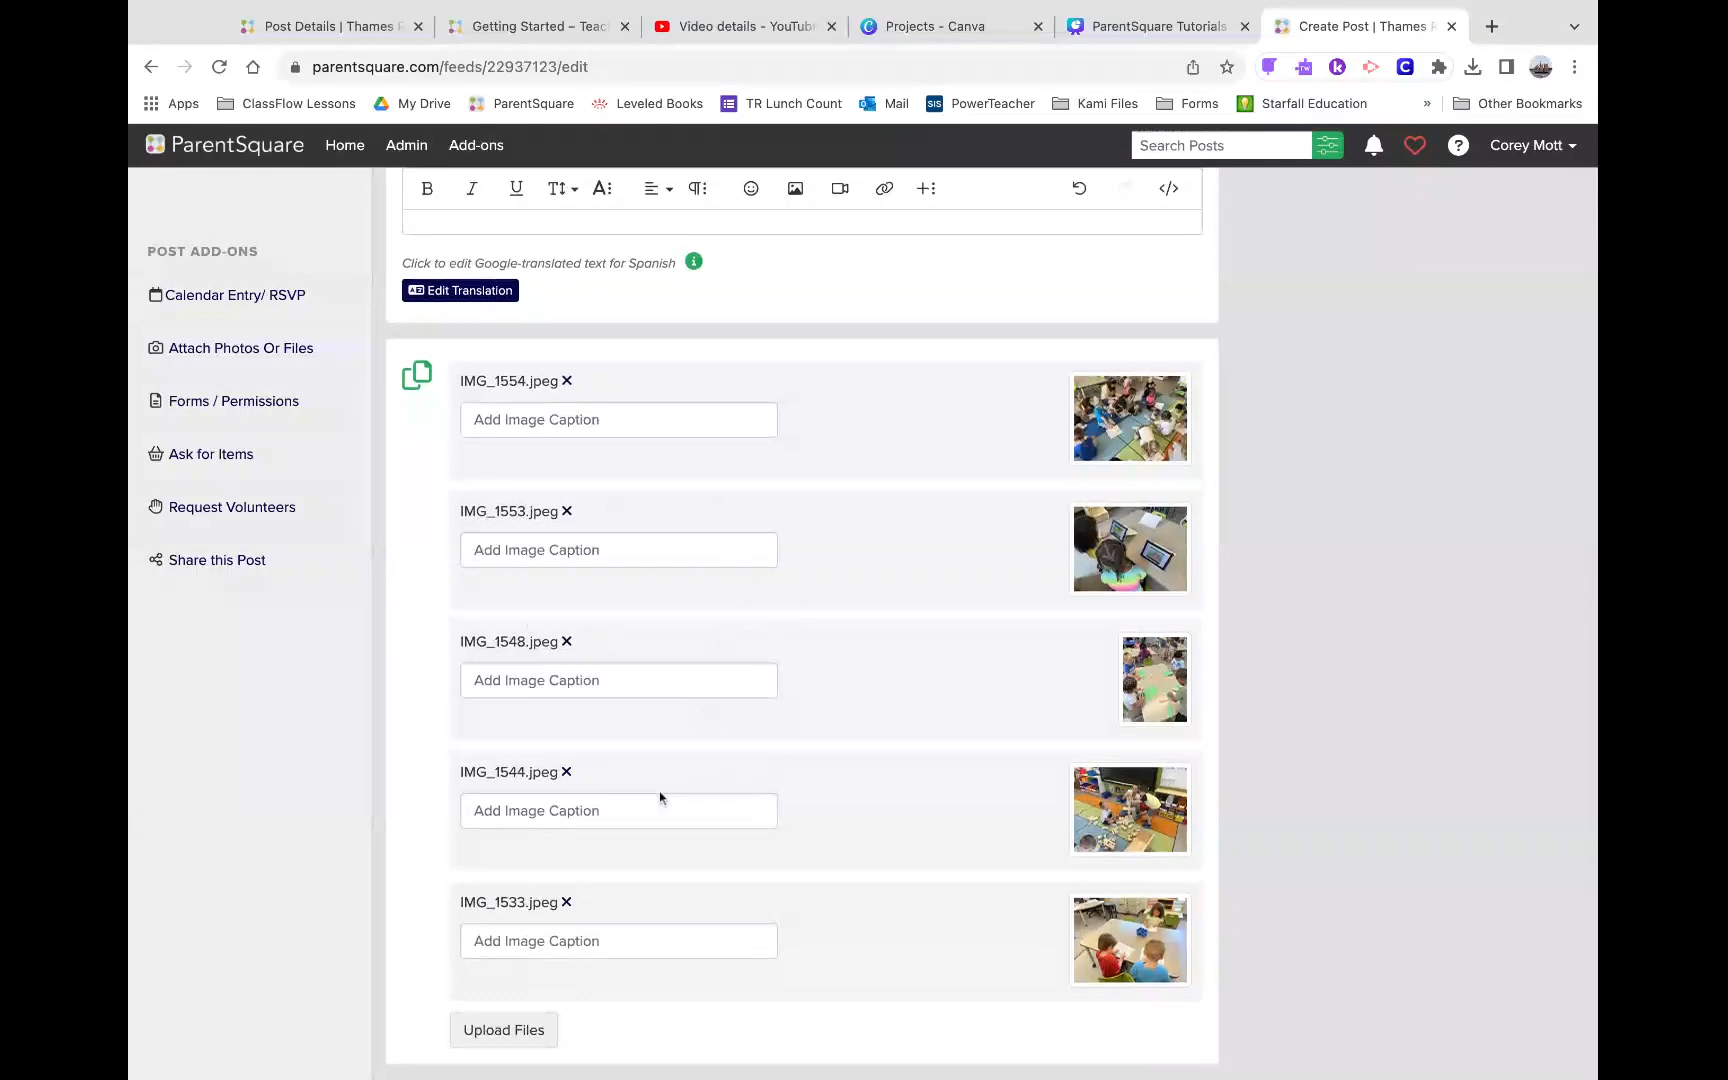 Post Details | Thames R
Getting Started – Teac
Video details - YouTub
Projects - Canva
ParentSquare Tutorials
Create Post | Thames R
parentsquare.com/feeds/22937123/edit
Apps
ClassFlow Lessons
My Drive
ParentSquare
Leveled Books
TR Lunch Count
Mail
SIS
PowerTeacher
Kami Files
Forms
Starfall Education
»
Other Bookmarks
ParentSquare
Home
Admin
Add-ons
Search Posts
Corey Mott
POST ADD-ONS
Calendar Entry/ RSVP
Attach Photos Or Files
Forms / Permissions
Ask for Items
Request Volunteers
Share this Post
Click to edit Google-translated text for Spanish
Edit Translation
IMG_1554.jpeg
Add Image Caption
IMG_1553.jpeg
Add Image Caption
IMG_1548.jpeg
Add Image Caption
IMG_1544.jpeg
Add Image Caption
IMG_1533.jpeg
Add Image Caption
Upload Files